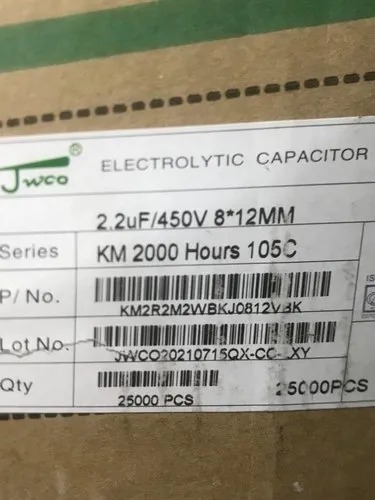 Jwco ® ELECTROLYTIC CAPACITOR
2.2uF/450V 8*12MM
Series KM 2000 Hours 105C
P/ No.
KM2R2M2WBKJ0812VBK
Lot No.
Qty
25000 PCS 25000PCS
IS